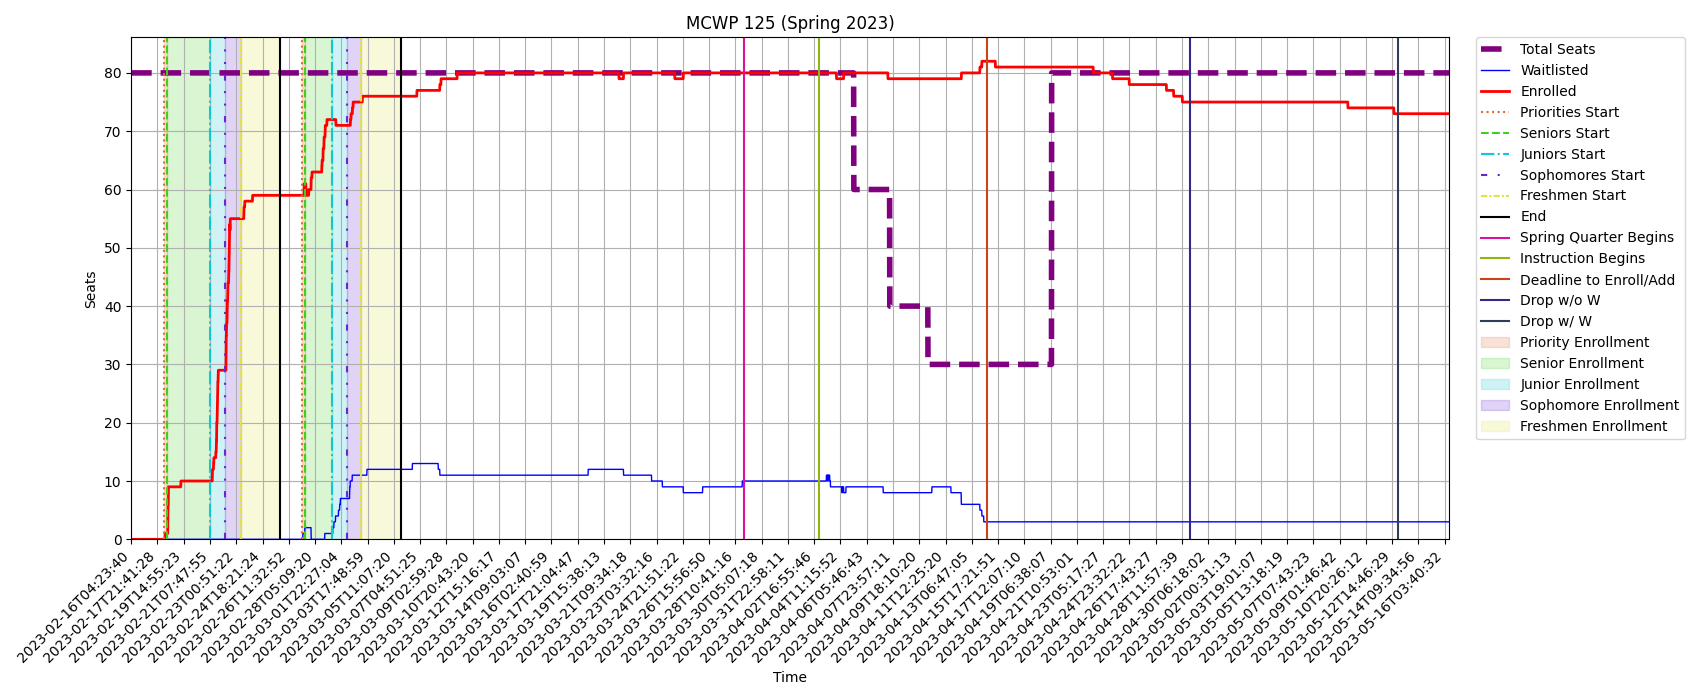 MCWP 125 (Spring 2023)
Seats
80
70
60
50
40
30
20
10
0
2023-02-16T04:23:40
2023-02-17T21:41:28
2023-02-19T14:55:23
2023-02-21T07:47:55
2023-02-23T00:51:22
2023-02-24T18:21:24
2023-02-26T11:32:52
2023-02-28T05:09:20
2023-03-01T22:27:04
2023-03-03T17:48:59
2023-03-05T11:07:20
2023-03-07T04:51:25
2023-03-09T02:59:28
2023-03-10T20:43:20
2023-03-12T15:16:17
2023-03-14T09:03:07
2023-03-16T02:40:59
2023-03-17T21:04:47
2023-03-19T15:38:13
2023-03-21T09:34:18
2023-03-23T03:32:16
2023-03-24T21:51:22
2023-03-26T15:56:50
2023-03-28T10:41:16
2023-03-30T05:07:18
2023-03-31T22:58:11
2023-04-02T16:55:46
2023-04-04T11:15:52
2023-04-06T05:46:43
2023-04-07T23:57:11
2023-04-09T18:10:20
2023-04-11T12:25:20
2023-04-13T06:47:05
2023-04-15T17:21:51
2023-04-17T12:07:10
2023-04-19T06:38:07
2023-04-21T10:53:01
2023-04-23T05:17:27
2023-04-24T23:32:22
2023-04-26T17:43:27
2023-04-28T11:57:39
2023-04-30T06:18:02
2023-05-02T00:31:13
2023-05-03T19:01:07
2023-05-05T13:18:19
2023-05-07T07:43:23
2023-05-09T01:46:42
2023-05-10T20:26:12
2023-05-12T14:46:29
2023-05-14T09:34:56
2023-05-16T03:40:32
Time
Total Seats
Waitlisted
Enrolled
Priorities Start
Seniors Start
Juniors Start
Sophomores Start
Freshmen Start
End
Spring Quarter Begins
Instruction Begins
Deadline to Enroll/Add
Drop w/o W
Drop w/ W
Priority Enrollment
Senior Enrollment
Junior Enrollment
Sophomore Enrollment
Freshmen Enrollment